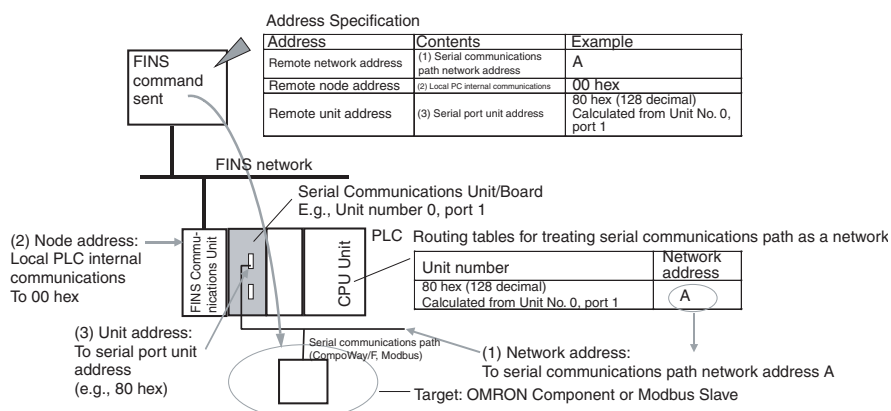 Address Specification
Address Contents Example
Remote network address (1) Serial communications path network address A
Remote node address (2) Local PC internal communications 00 hex
Remote unit address (3) Serial port unit address 80 hex (128 decimal)
Calculated from Unit No. 0,
port 1
FINS
command
sent
FINS network
Serial Communications Unit/Board
E.g., Unit number 0, port 1
(2) Node address:
Local PLC internal
communications
To 00 hex
FINS Commu-
nications Unit
CPU Unit
PLC
Routing tables for treating serial communications path as a network
Unit number Network address
80 hex (128 decimal)
Calculated from Unit No. 0, port 1 A
(3) Unit address:
To serial port unit
address
(e.g., 80 hex)
Serial communications path
(CompoWay/F, Modbus)
(1) Network address:
To serial communications path network address A
Target: OMRON Component or Modbus Slave